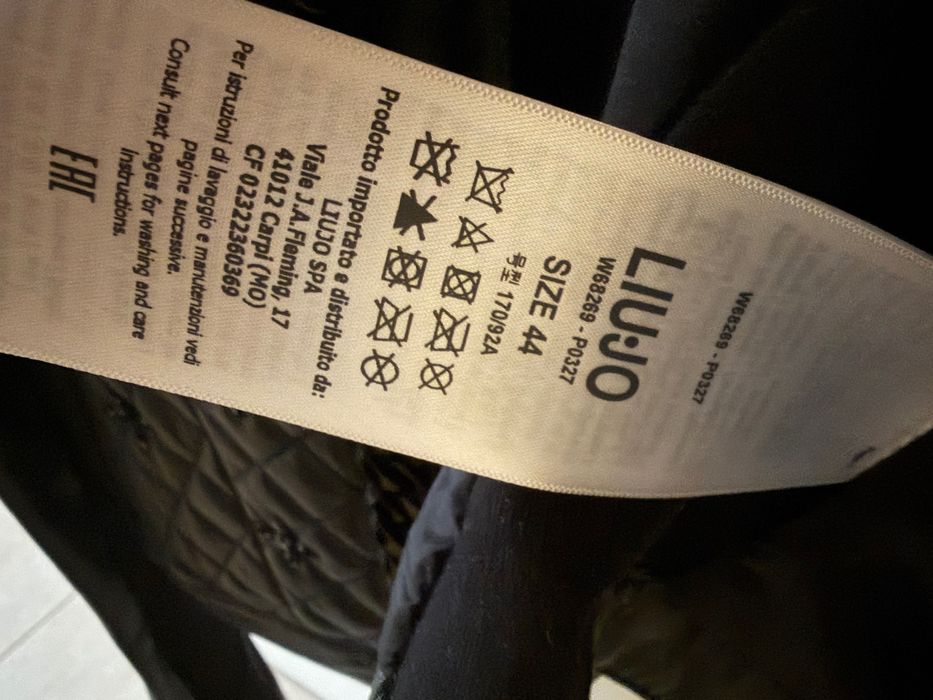 W68269 - P0327
LIU·JO
W68269 - P0327
SIZE 44
号型 170/92A
Prodotto importato e distribuito da:
LIUJO SPA
Viale J.A.Fleming, 17
41012 Carpi (MO)
CF 02322360369
Per istruzioni di lavaggio e manutenzioni vedi
pagine successive.
Consult next pages for washing and care
instructions.
EAC